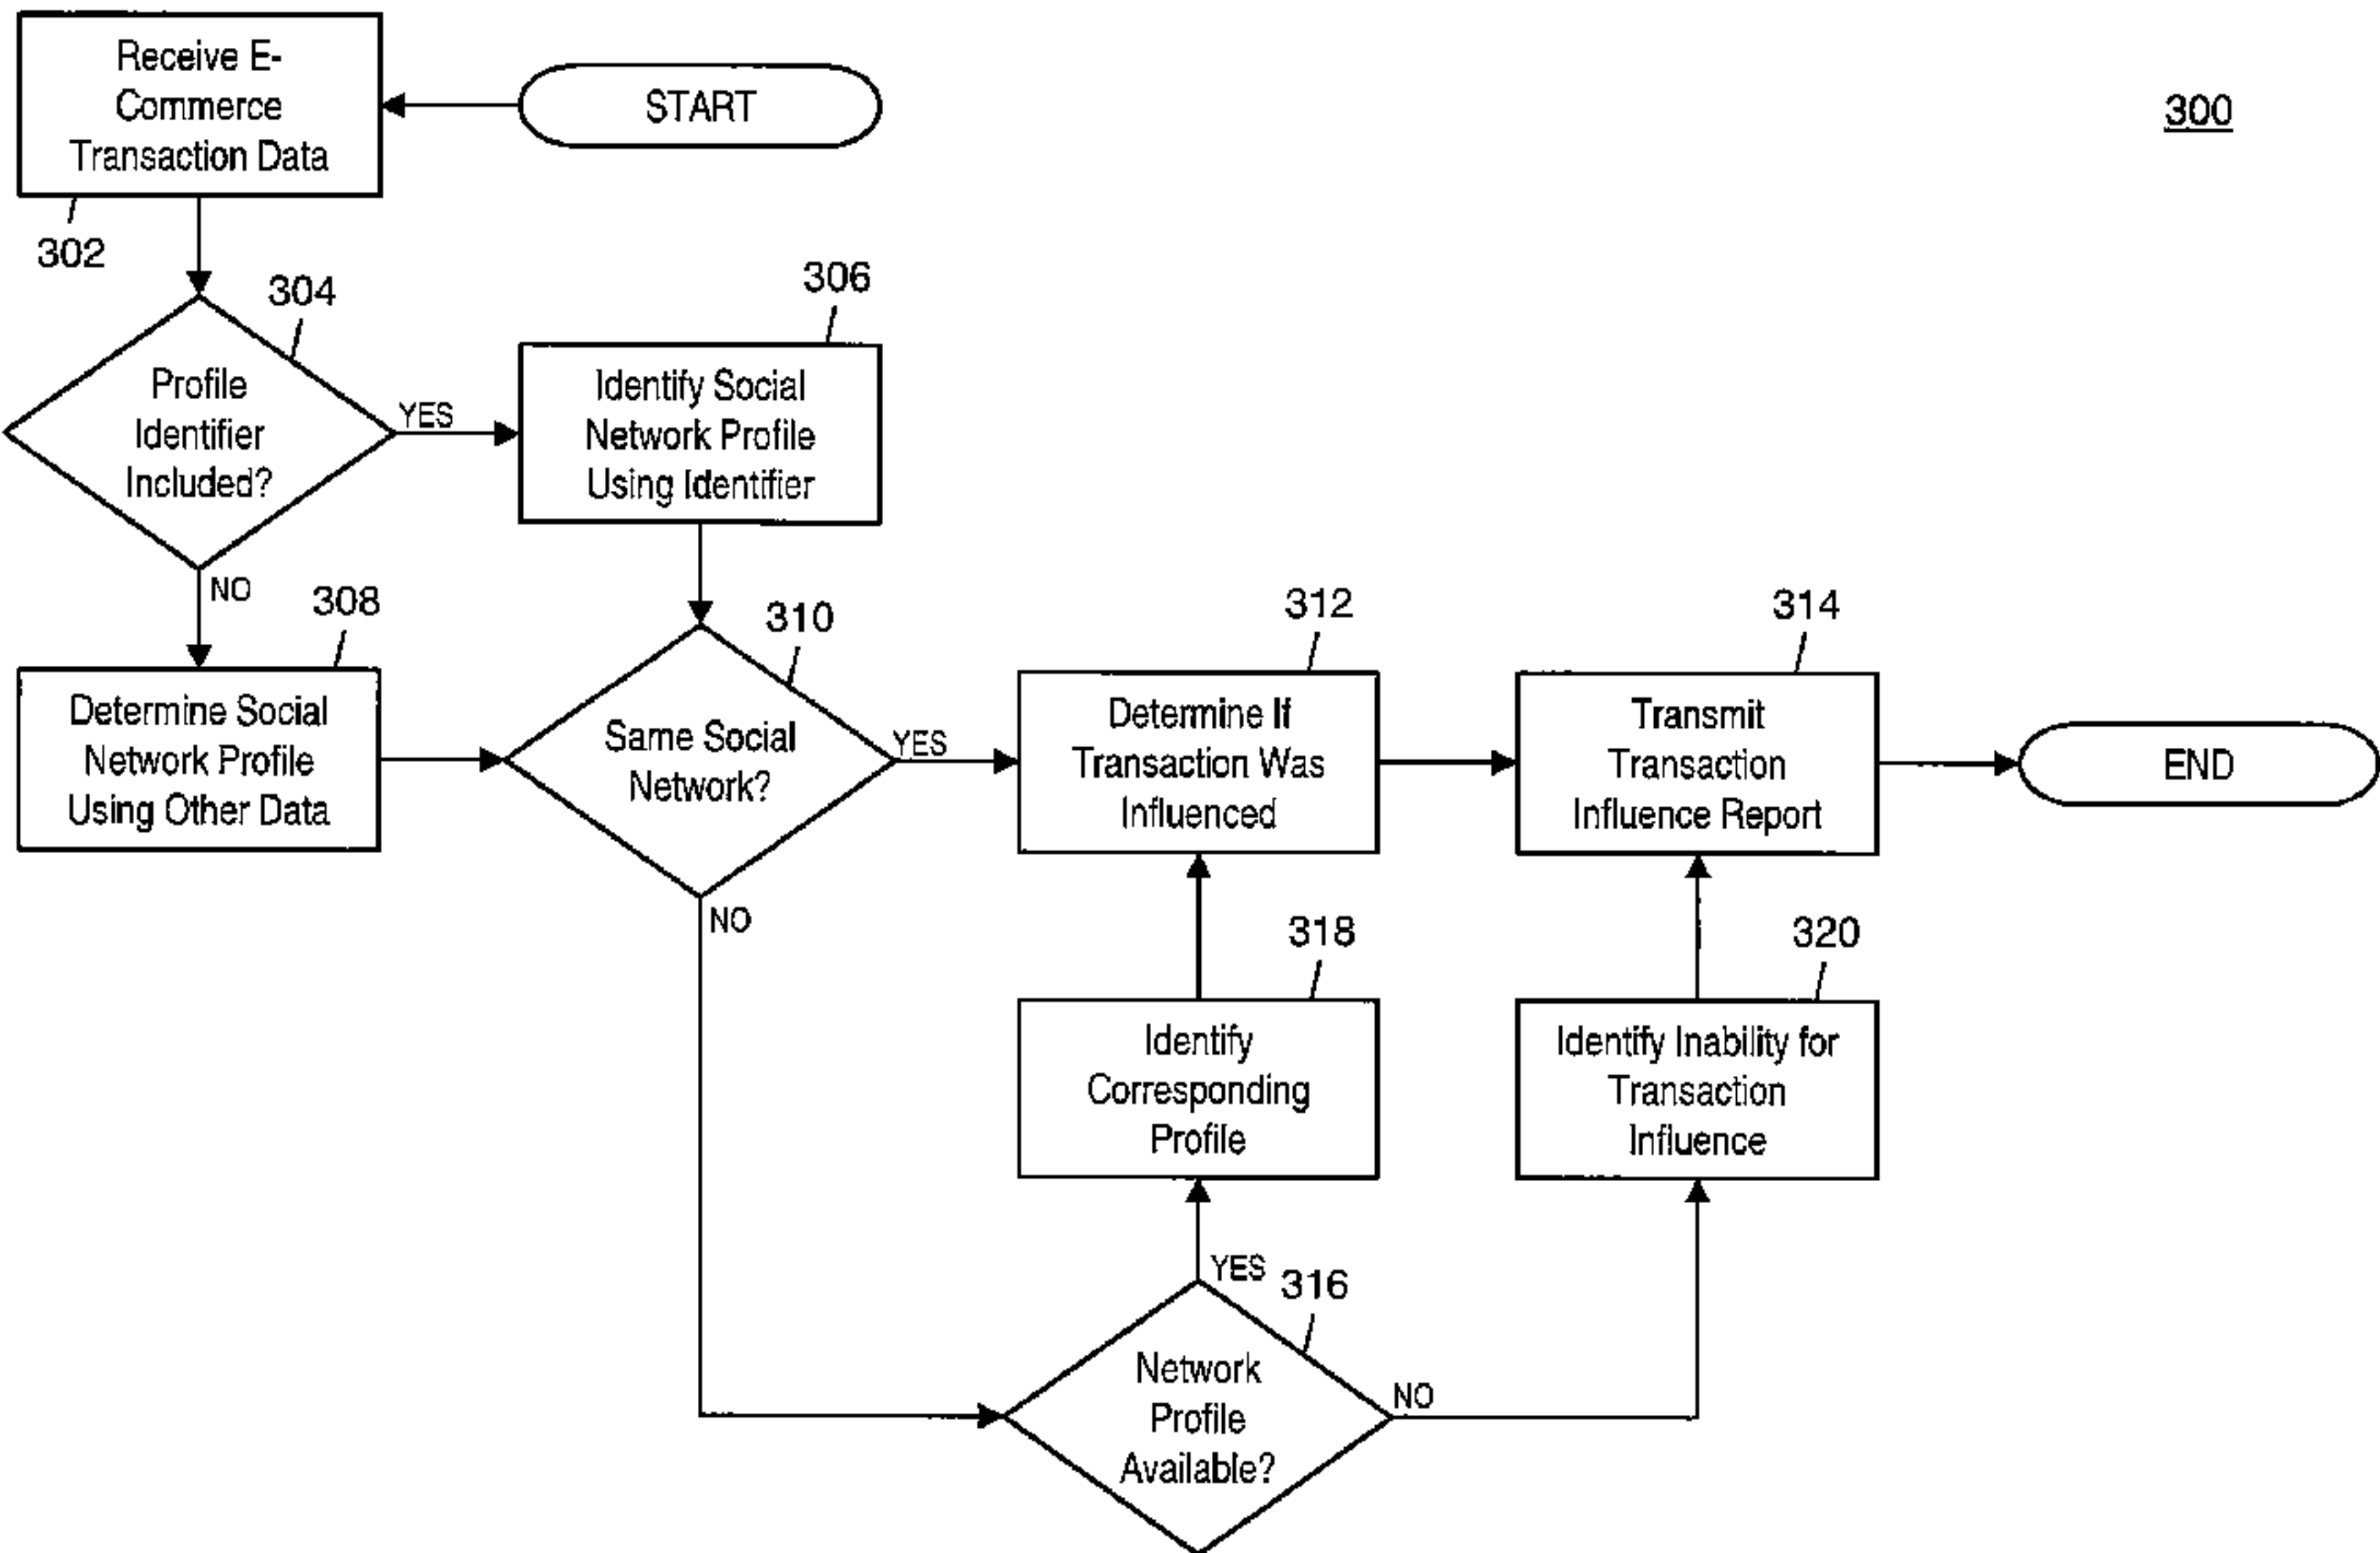 Receive E-
Commerce
Transaction Data
START
300
302
304
306
Profile
Identifier
Included?
YES
Identify Social
Network Profile
Using Identifier
NO
308
310
312
314
Determine Social
Network Profile
Using Other Data
Same Social
Network?
YES
Determine If
Transaction Was
Influenced
Transmit
Transaction
Influence Report
END
NO
318
320
Identify
Corresponding
Profile
Identify Inability for
Transaction
Influence
YES
316
Network
Profile
Available?
NO